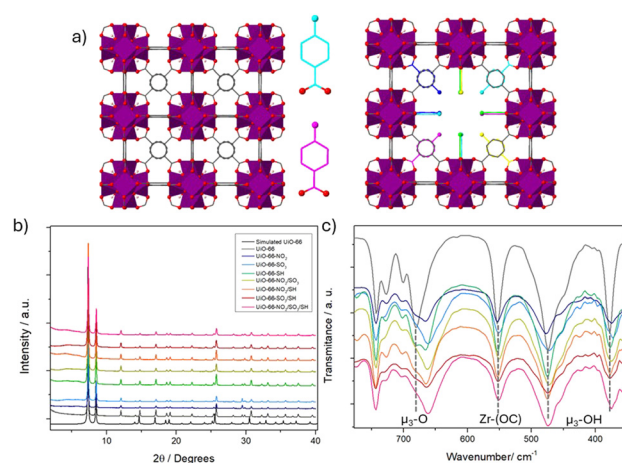 a)
b)
Intensity / a.u.
Simulated UiO-66
UiO-66
UiO-66-NO₂
UiO-66-SO₃
UiO-66-SH
UiO-66-NO₂/SO₃
UiO-66-NO₂/SH
UiO-66-SO₃/SH
UiO-66-NO₂/SO₃/SH
0 10 20 30 40
2θ / Degrees
c)
Transmitance / a. u.
μ₃-O Zr-(OC) μ₃-OH
700 600 500 400
Wavenumber/ cm⁻¹